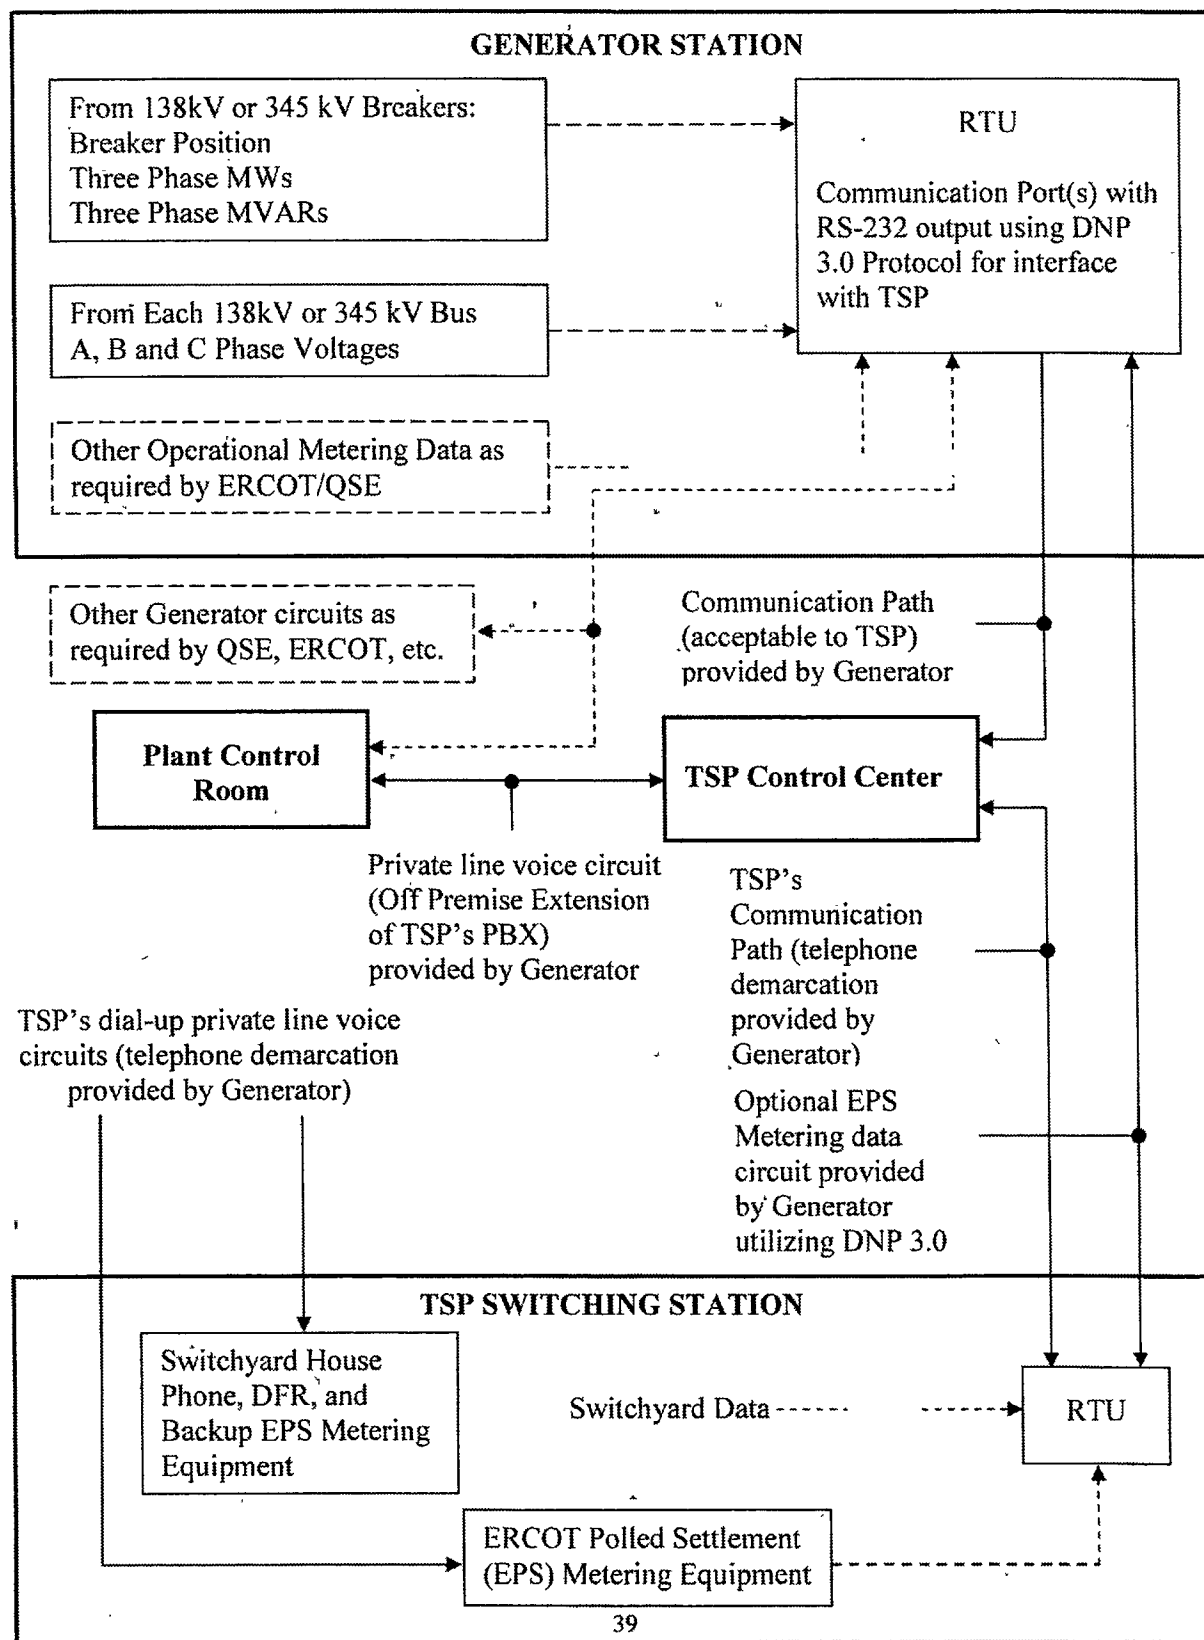 GENERATOR STATION
From 138kV or 345 kV Breakers:
Breaker Position
Three Phase MWs
Three Phase MVARs
RTU
Communication Port(s) with
RS-232 output using DNP
3.0 Protocol for interface
with TSP
From Each 138kV or 345 kV Bus
A, B and C Phase Voltages
Other Operational Metering Data as
required by ERCOT/QSE
Other Generator circuits as
required by QSE, ERCOT, etc.
Communication Path
(acceptable to TSP)
provided by Generator
Plant Control
Room
TSP Control Center
Private line voice circuit
(Off Premise Extension
of TSP's PBX)
provided by Generator
TSP's
Communication
Path (telephone
demarcation
provided by
Generator)
TSP's dial-up private line voice
circuits (telephone demarcation
provided by Generator)
Optional EPS
Metering data
circuit provided
by Generator
utilizing DNP 3.0
TSP SWITCHING STATION
Switchyard House
Phone, DFR, and
Backup EPS Metering
Equipment
Switchyard Data
RTU
ERCOT Polled Settlement
(EPS) Metering Equipment
39